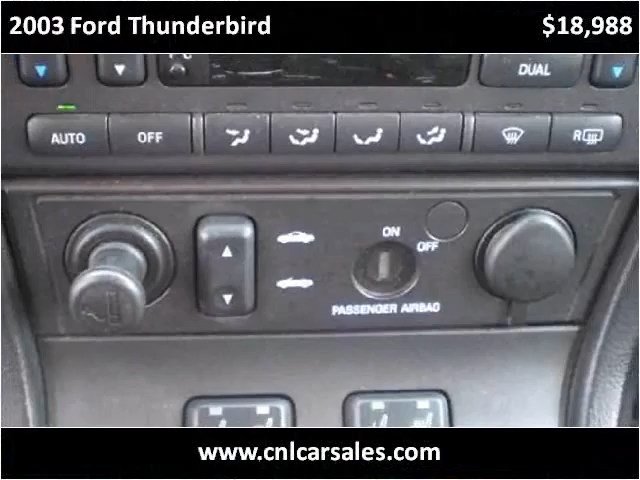 2003 Ford Thunderbird $18,988
DUAL
AUTO OFF R
ON
OFF
PASSENGER AIRBAG
www.cnlcarsales.com